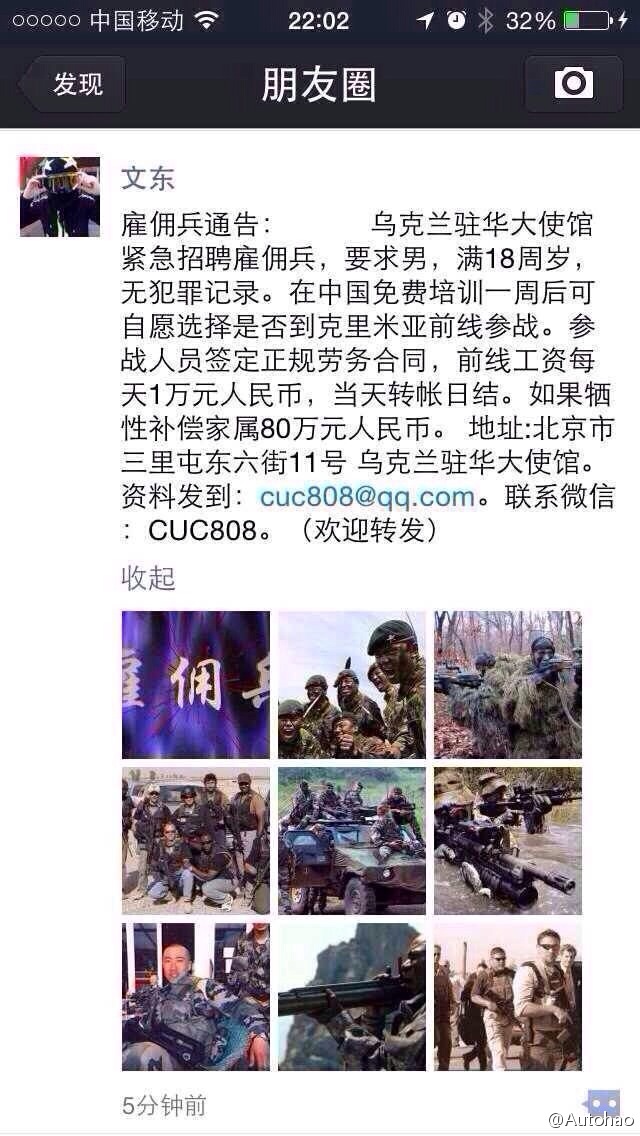 中国移动 22:02 32%
发现 朋友圈
文东
雇佣兵通告： 乌克兰驻华大使馆
紧急招聘雇佣兵，要求男，满18周岁，
无犯罪记录。在中国免费培训一周后可
自愿选择是否到克里米亚前线参战。参
战人员签定正规劳务合同，前线工资每
天1万元人民币，当天转帐日结。如果牺
牲补偿家属80万元人民币。 地址:北京市
三里屯东六街11号 乌克兰驻华大使馆。
资料发到：cuc808@qq.com。联系微信
：CUC808。（欢迎转发）
收起
雇佣兵
5分钟前
@Autohao